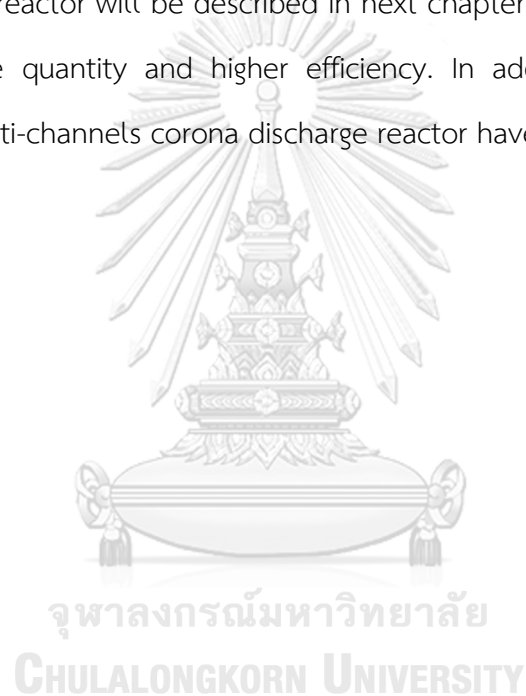 reactor will be described in next chapter
quantity and higher efficiency. In
ti-channels corona discharge reactor have
จุฬาลงกรณ์มหาวิทยาลัย
CHULALONGKORN UNIVERSITY